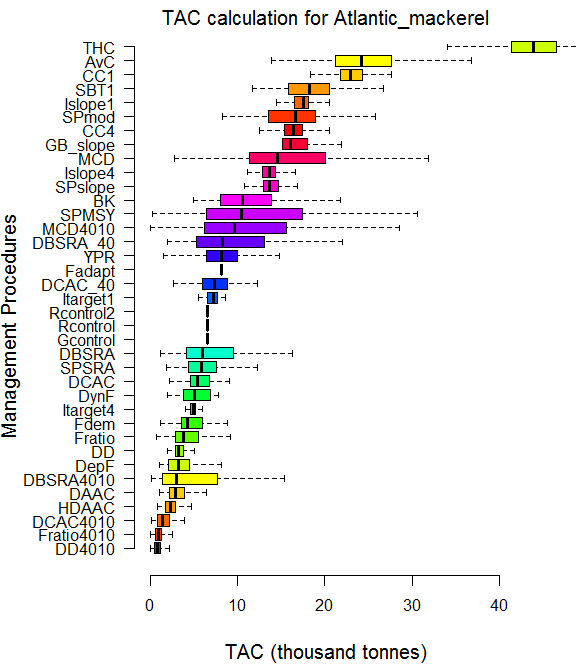 TAC calculation for Atlantic_mackerel
THC
AvC
CC1
SBT1
Islope1
SPmod
CC4
GB_slope
MCD
Islope4
SPslope
BK
SPMSY
MCD4010
DBSRA_40
YPR
Fadapt
DCAC_40
Itarget1
Rcontrol2
Rcontrol
Gcontrol
DBSRA
SPSRA
DCAC
DynF
Itarget4
Fdem
Fratio
DD
DepF
DBSRA4010
DAAC
HDAAC
DCAC4010
Fratio4010
DD4010
Management Procedures
0 10 20 30 40
TAC (thousand tonnes)